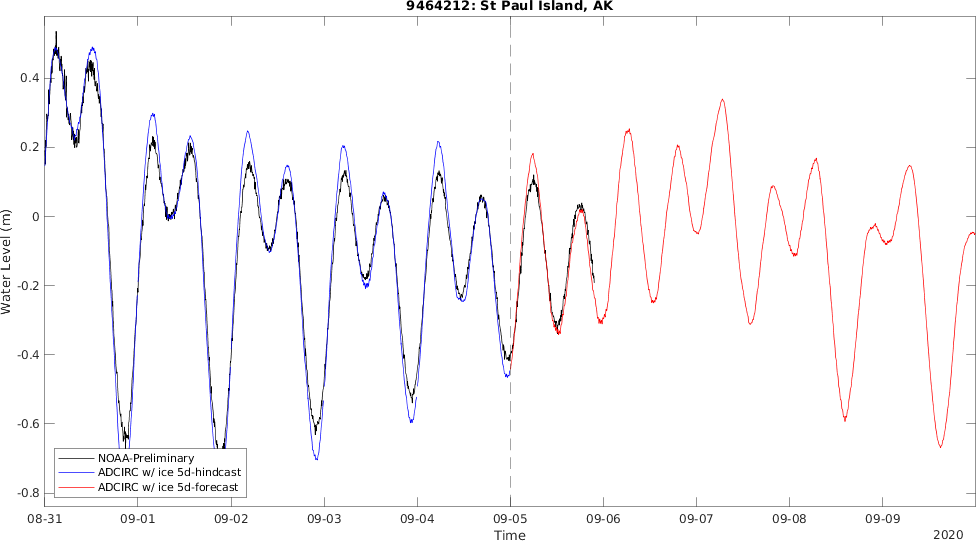 9464212: St Paul Island, AK
Water Level (m)
0.4
0.2
0
-0.2
-0.4
-0.6
-0.8
NOAA-Preliminary
ADCIRC w/ ice 5d-hindcast
ADCIRC w/ ice 5d-forecast
08-31 09-01 09-02 09-03 09-04 09-05 09-06 09-07 09-08 09-09
Time
2020